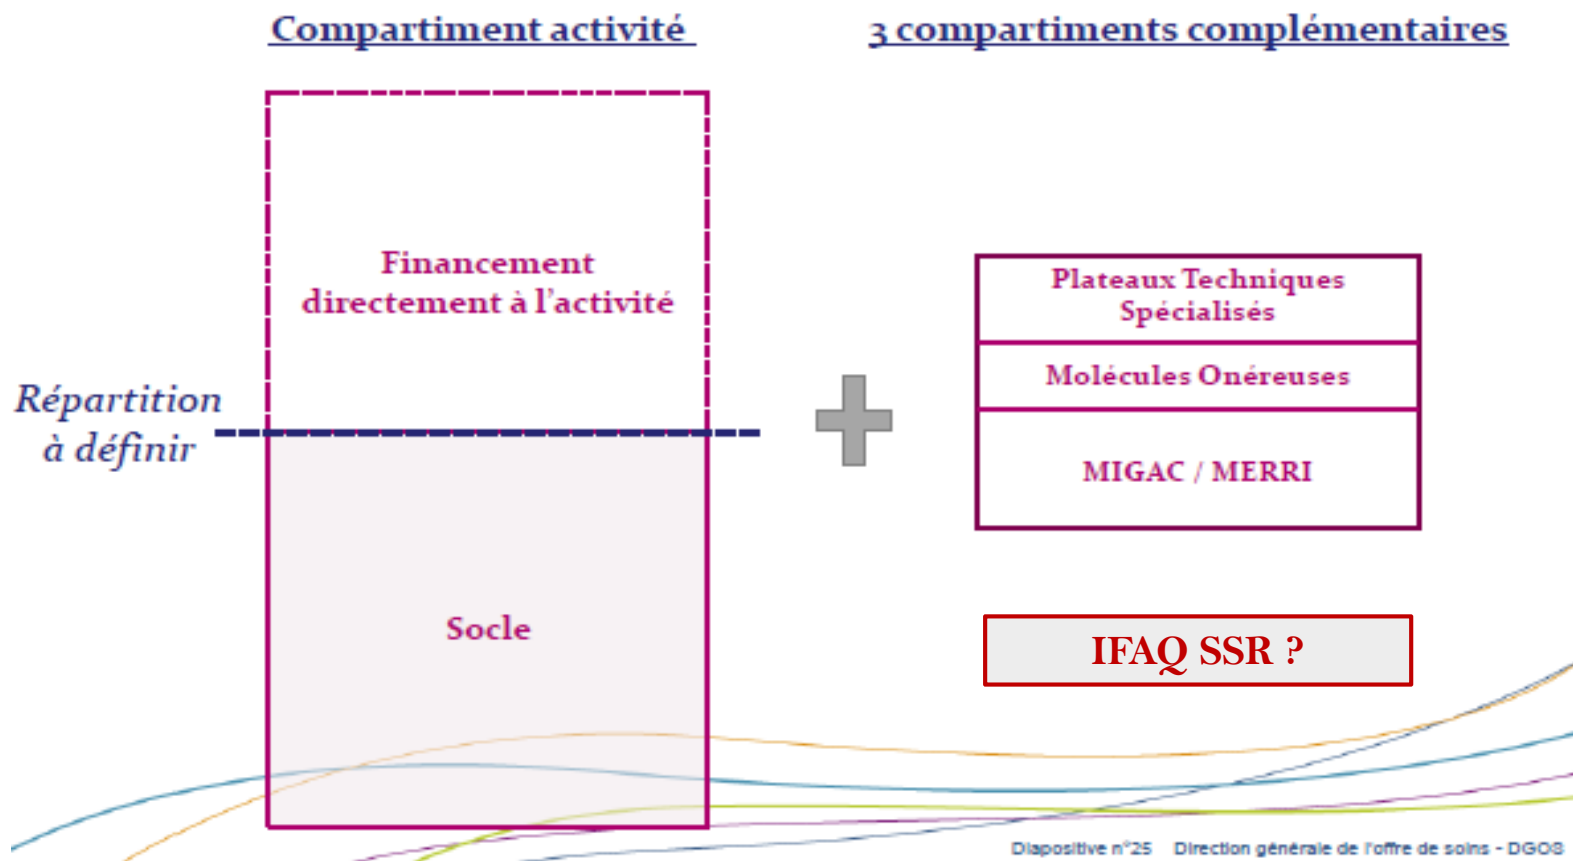 Compartiment activité
3 compartiments complémentaires
Financement
directement à l'activité
Répartition
à définir
Socle
Plateaux Techniques
Spécialisés
Molécules Onéreuses
MIGAC / MERRI
IFAQ SSR ?
Diapositive n°25 Direction générale de l'offre de soins - DGOS